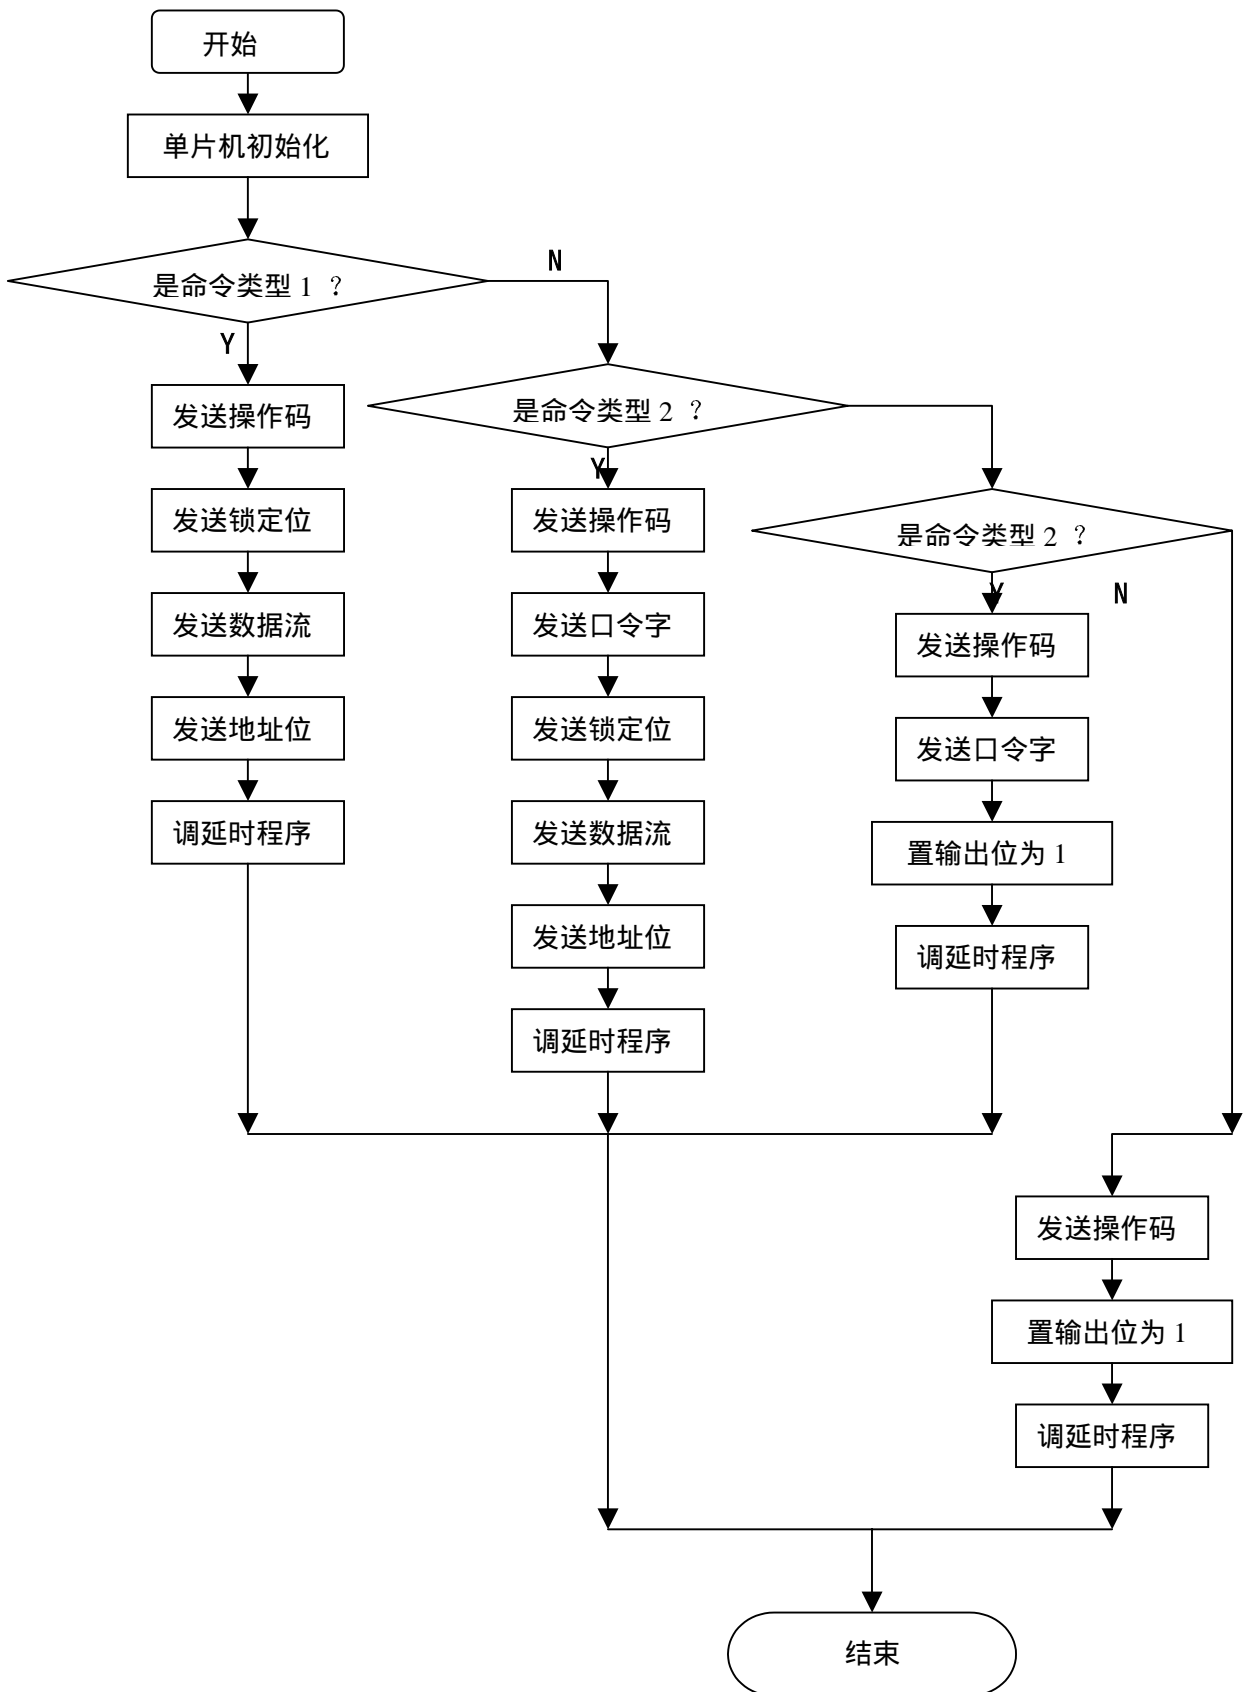 开始
单片机初始化
是命令类型 1 ？
N
Y
是命令类型 2 ？
发送操作码
Y
发送锁定位
发送操作码
是命令类型 2 ？
Y
N
发送数据流
发送口令字
发送操作码
发送地址位
发送锁定位
发送口令字
调延时程序
发送数据流
置输出位为 1
发送地址位
调延时程序
调延时程序
发送操作码
置输出位为 1
调延时程序
结束